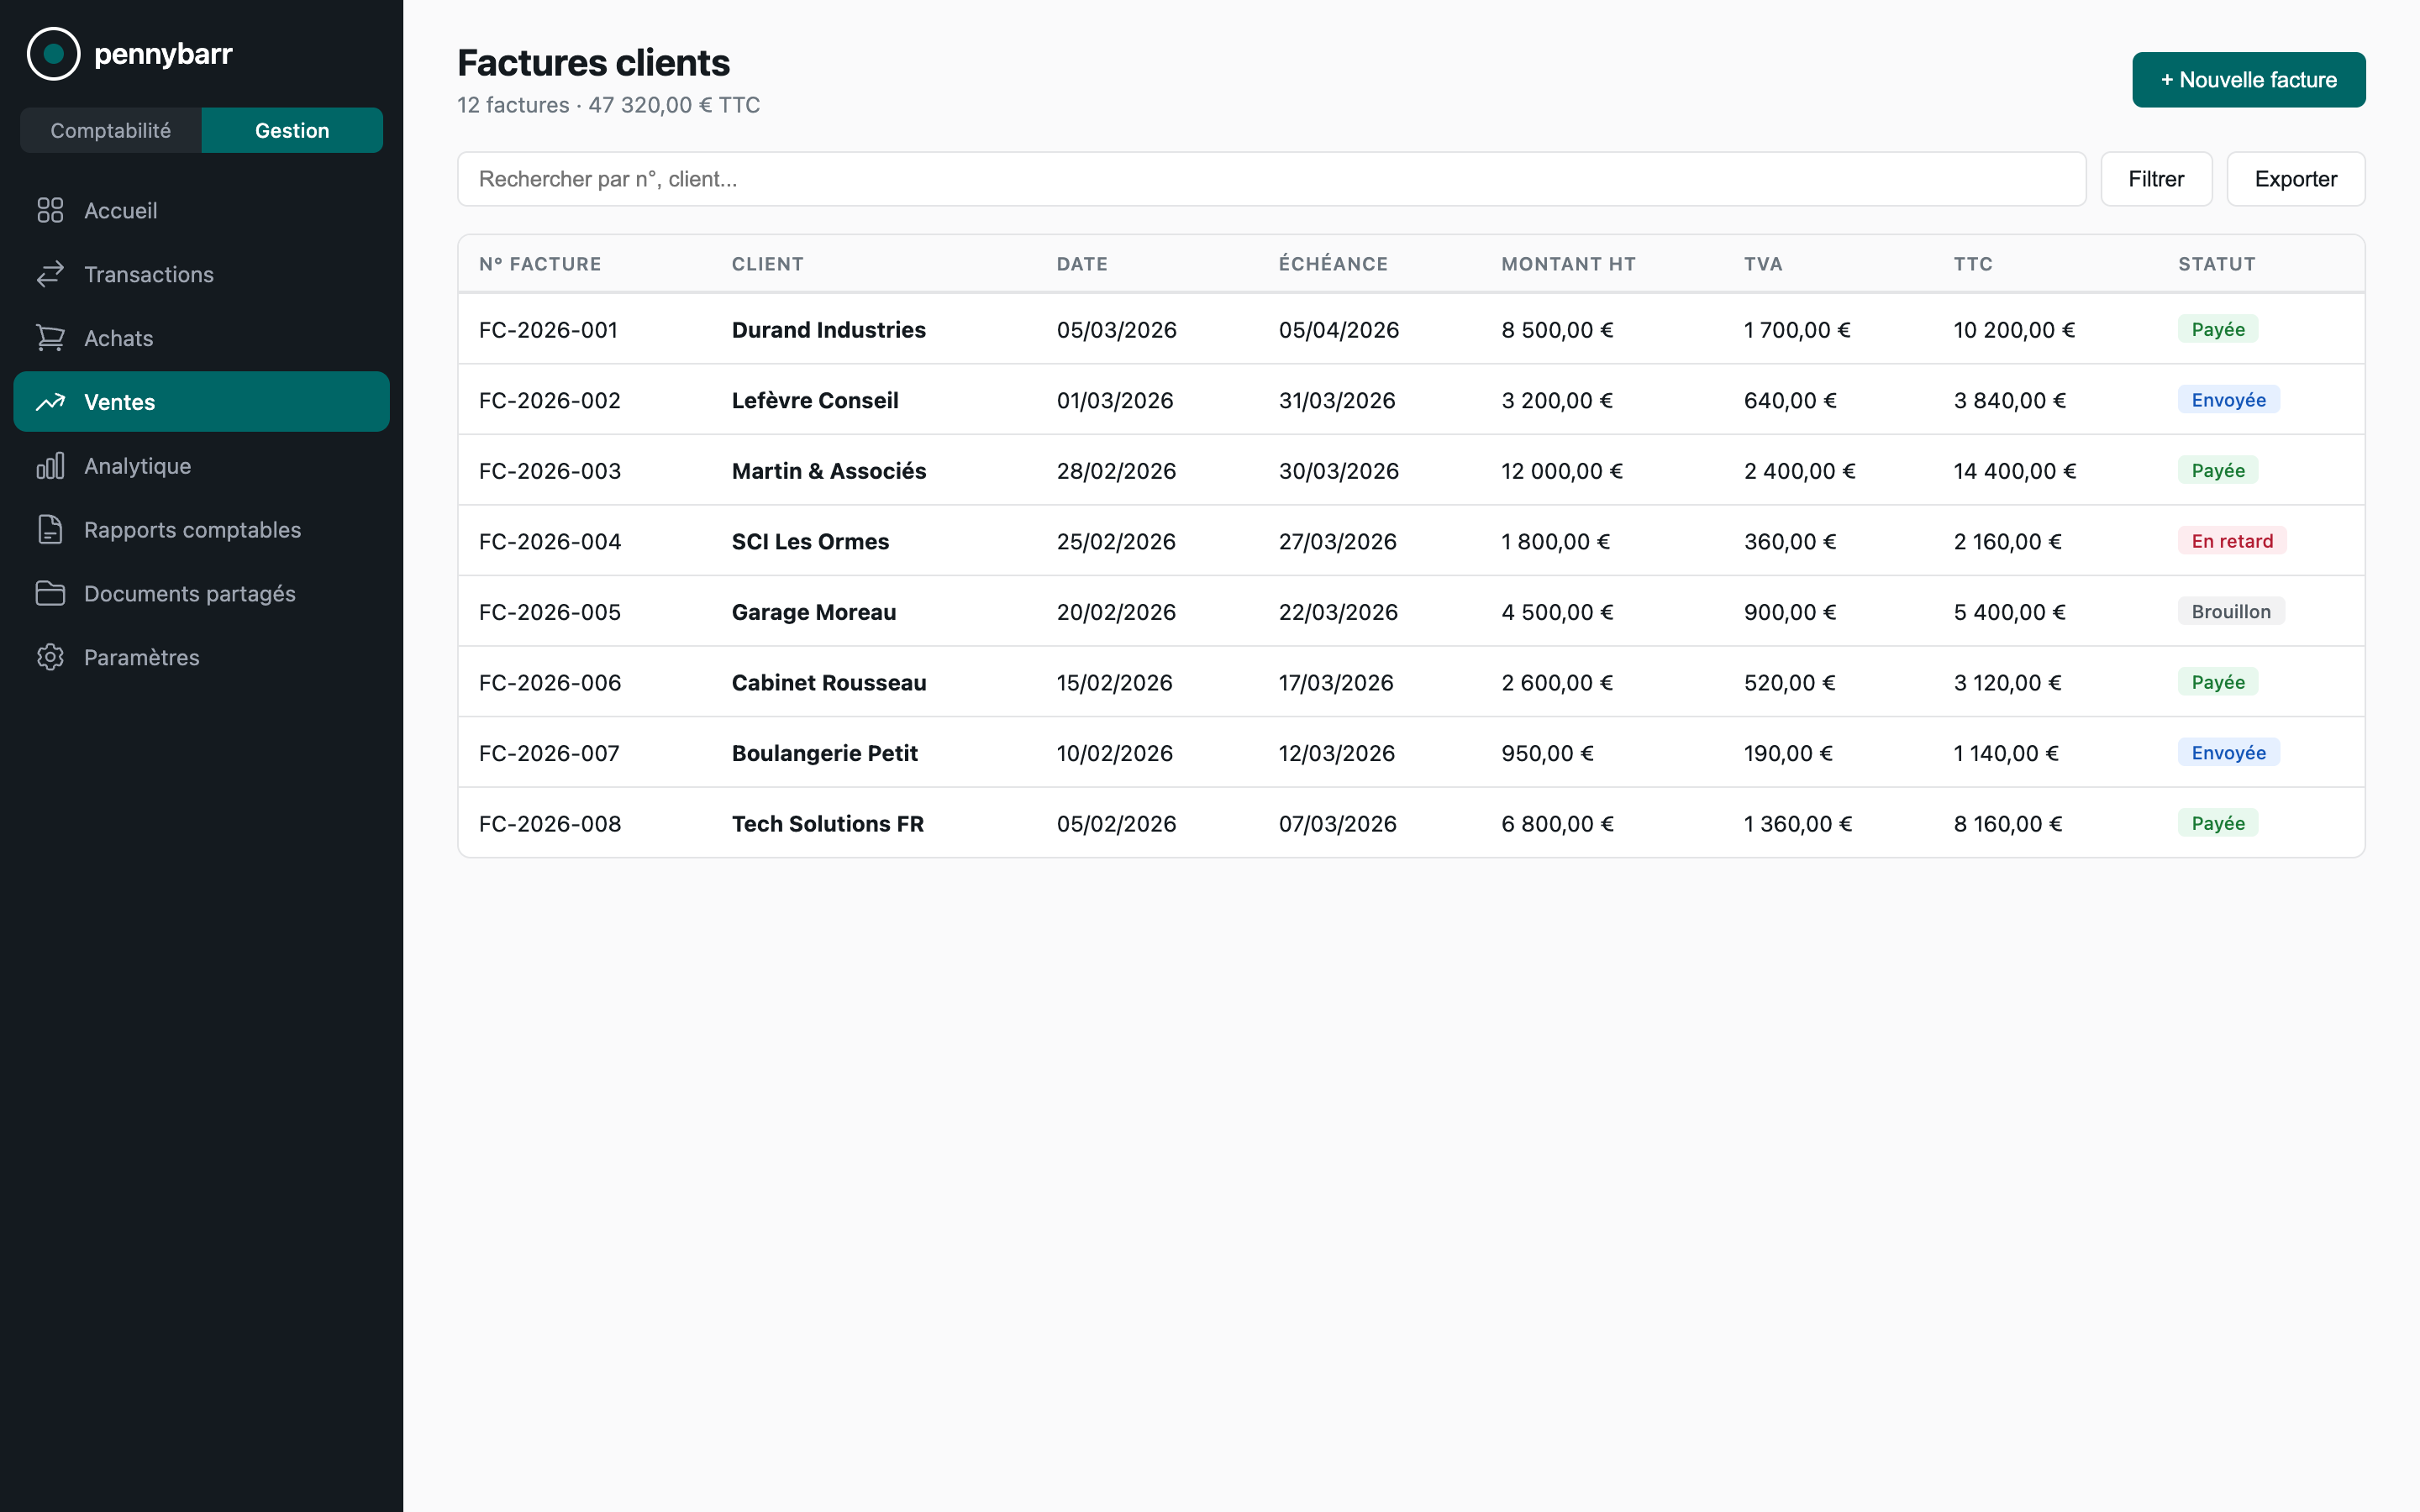 pennybarr
Comptabilité Gestion
Accueil
Transactions
Achats
Ventes
Analytique
Rapports comptables
Documents partagés
Paramètres
Factures clients
12 factures · 47 320,00 € TTC
+ Nouvelle facture
Rechercher par n°, client...
Filtrer
Exporter
N° FACTURE CLIENT DATE ÉCHÉANCE MONTANT HT TVA TTC STATUT
FC-2026-001 Durand Industries 05/03/2026 05/04/2026 8 500,00 € 1 700,00 € 10 200,00 € Payée
FC-2026-002 Lefèvre Conseil 01/03/2026 31/03/2026 3 200,00 € 640,00 € 3 840,00 € Envoyée
FC-2026-003 Martin & Associés 28/02/2026 30/03/2026 12 000,00 € 2 400,00 € 14 400,00 € Payée
FC-2026-004 SCI Les Ormes 25/02/2026 27/03/2026 1 800,00 € 360,00 € 2 160,00 € En retard
FC-2026-005 Garage Moreau 20/02/2026 22/03/2026 4 500,00 € 900,00 € 5 400,00 € Brouillon
FC-2026-006 Cabinet Rousseau 15/02/2026 17/03/2026 2 600,00 € 520,00 € 3 120,00 € Payée
FC-2026-007 Boulangerie Petit 10/02/2026 12/03/2026 950,00 € 190,00 € 1 140,00 € Envoyée
FC-2026-008 Tech Solutions FR 05/02/2026 07/03/2026 6 800,00 € 1 360,00 € 8 160,00 € Payée